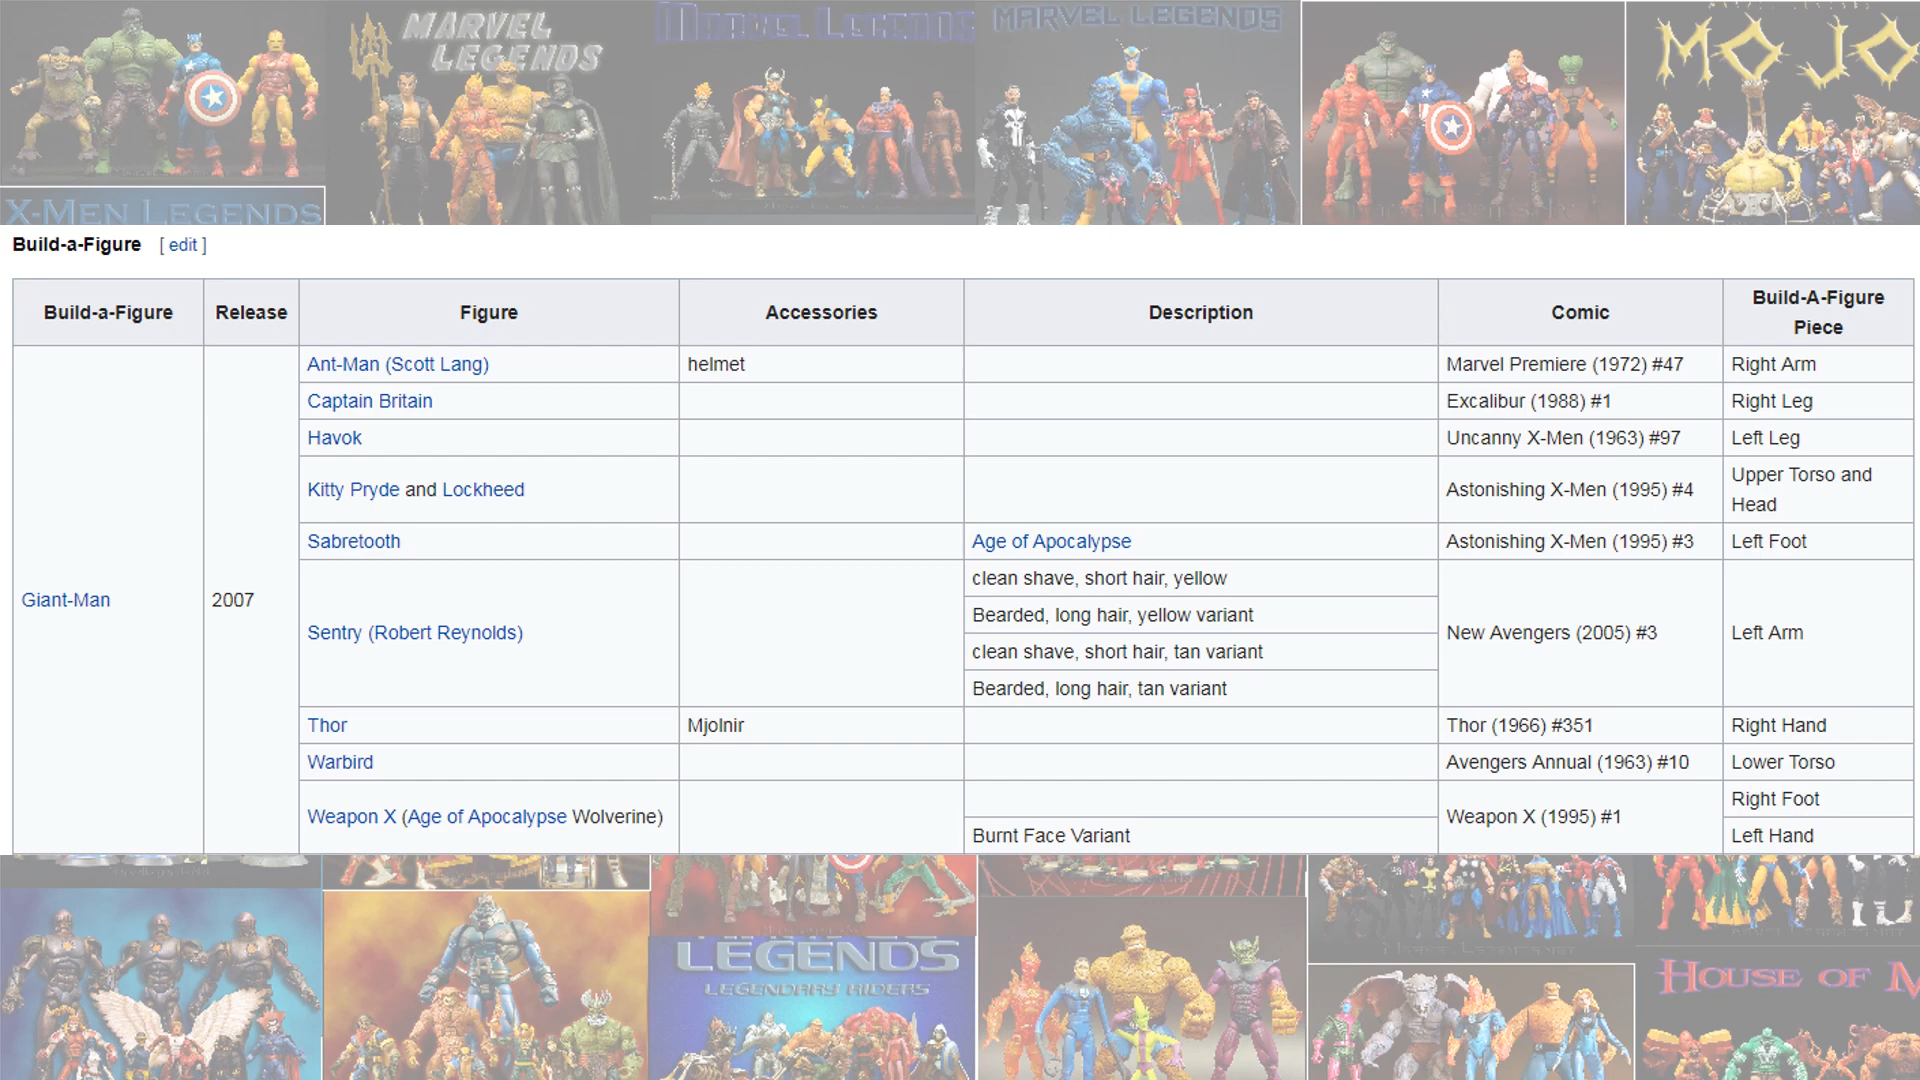 MARVEL
LEGENDS
MARVEL LEGENDS
MARVEL LEGENDS
MOJO
X-MEN LEGENDS
Build-a-Figure [ edit ]
Build-a-Figure Release Figure Accessories Description Comic Build-A-Figure Piece
Ant-Man (Scott Lang) helmet Marvel Premiere (1972) #47 Right Arm
Captain Britain Excalibur (1988) #1 Right Leg
Havok Uncanny X-Men (1963) #97 Left Leg
Kitty Pryde and Lockheed Astonishing X-Men (1995) #4 Upper Torso and Head
Sabretooth Age of Apocalypse Astonishing X-Men (1995) #3 Left Foot
Giant-Man 2007
clean shave, short hair, yellow
Bearded, long hair, yellow variant
Sentry (Robert Reynolds) New Avengers (2005) #3 Left Arm
clean shave, short hair, tan variant
Bearded, long hair, tan variant
Thor Mjolnir Thor (1966) #351 Right Hand
Warbird Avengers Annual (1963) #10 Lower Torso
Weapon X (Age of Apocalypse Wolverine) Weapon X (1995) #1 Right Foot
Burnt Face Variant Left Hand
LEGENDS
LEGENDARY RIDERS
HOUSE OF M